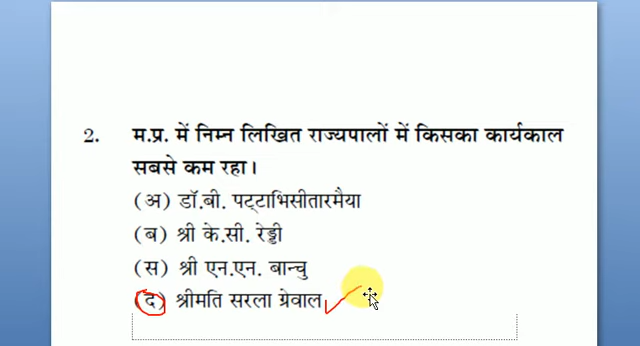 2. म.प्र. में निम्न लिखित राज्यपालों में किसका कार्यकाल
सबसे कम रहा।
(अ) डॉ.बी. पट्टाभिसीतारमैया
(ब) श्री के.सी. रेड्डी
(स) श्री एन.एन. बान्चु
(द) श्रीमति सरला ग्रेवाल